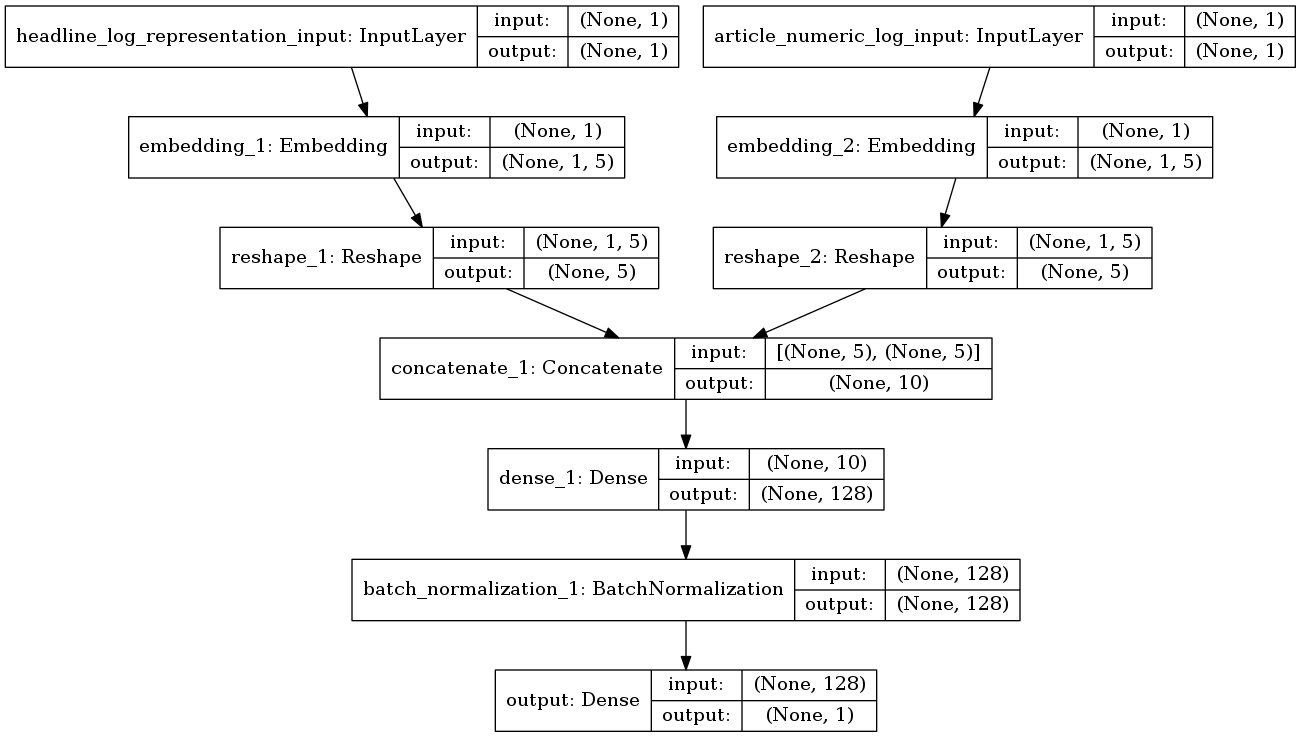 headline_log_representation_input: InputLayer
input: (None, 1)
output: (None, 1)
article_numeric_log_input: InputLayer
input: (None, 1)
output: (None, 1)
embedding_1: Embedding
input: (None, 1)
output: (None, 1, 5)
embedding_2: Embedding
input: (None, 1)
output: (None, 1, 5)
reshape_1: Reshape
input: (None, 1, 5)
output: (None, 5)
reshape_2: Reshape
input: (None, 1, 5)
output: (None, 5)
concatenate_1: Concatenate
input: [(None, 5), (None, 5)]
output: (None, 10)
dense_1: Dense
input: (None, 10)
output: (None, 128)
batch_normalization_1: BatchNormalization
input: (None, 128)
output: (None, 128)
output: Dense
input: (None, 128)
output: (None, 1)